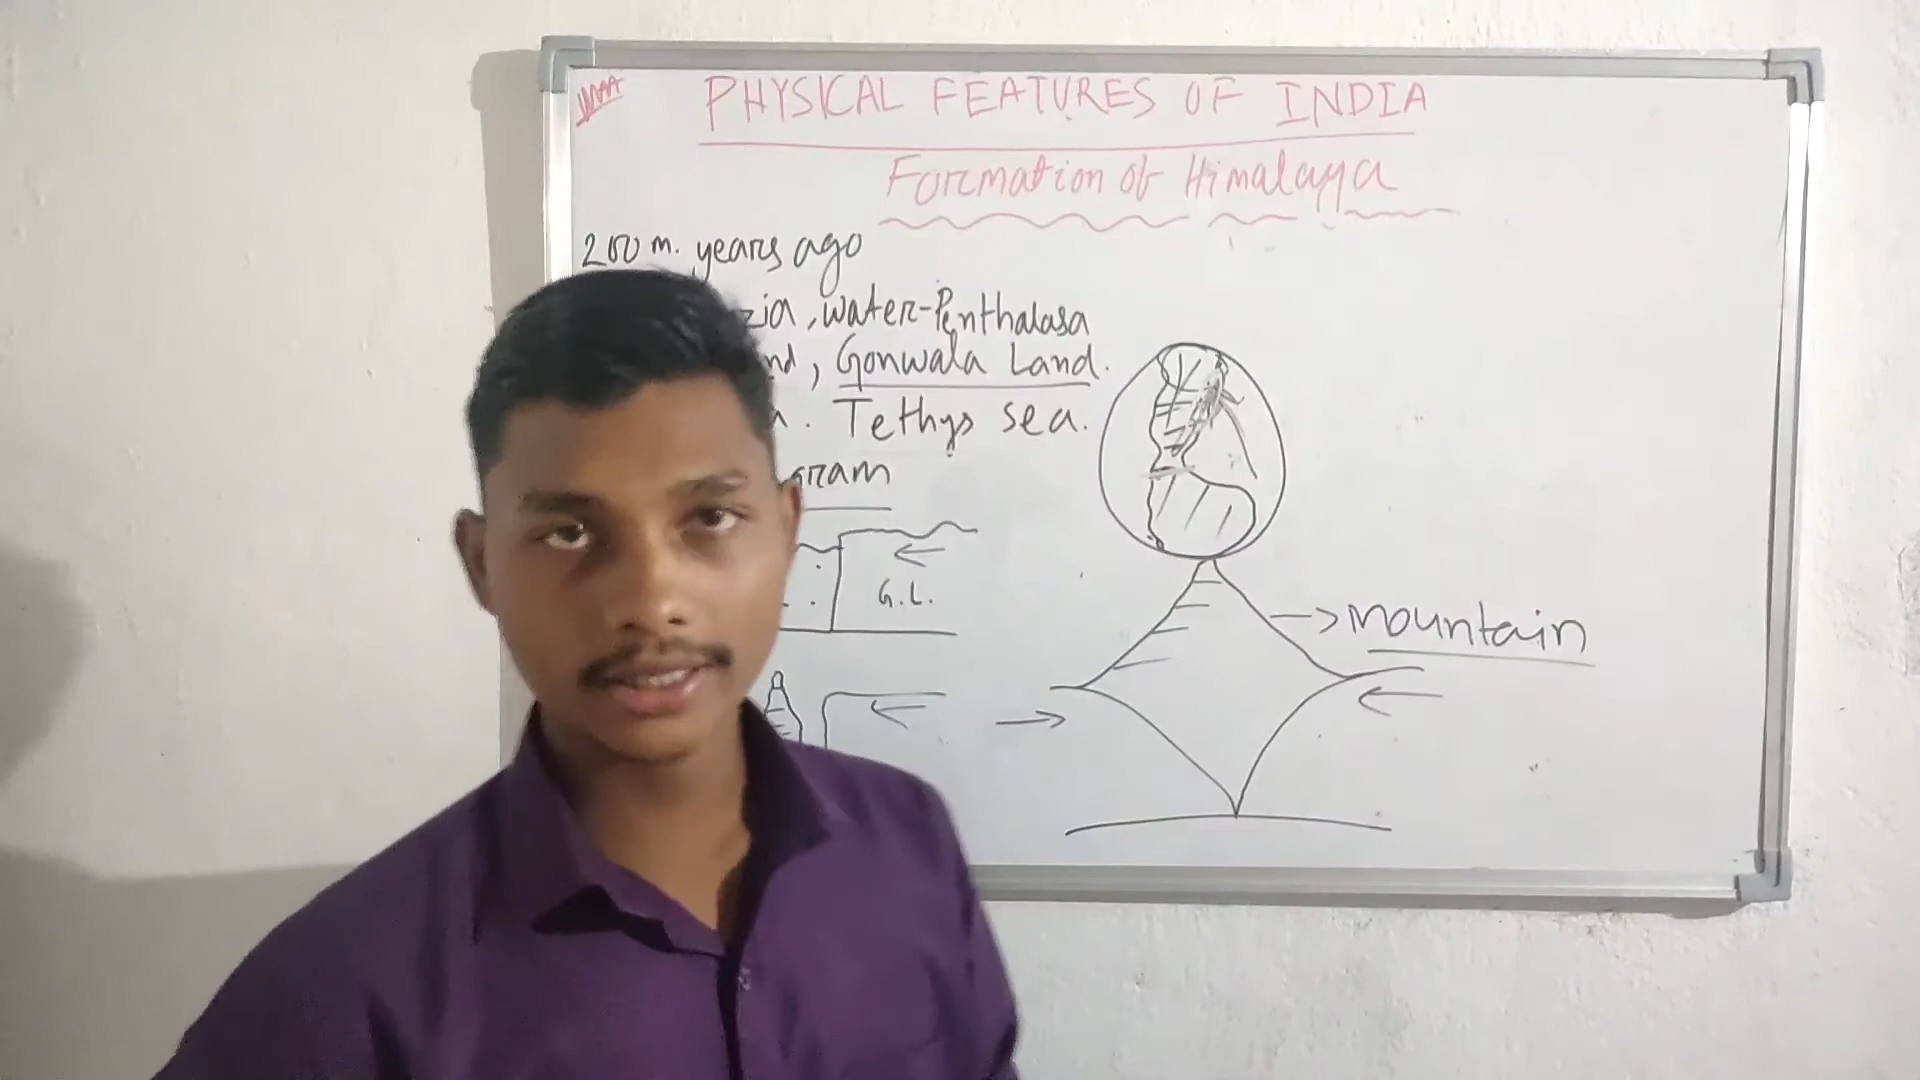 PHYSICAL FEATURES OF INDIA
Formation of Himalaya
200 m. years ago
zia, water-Penthalasa
nd, Gonwala Land.
. Tethys sea.
gram
G.L.
mountain